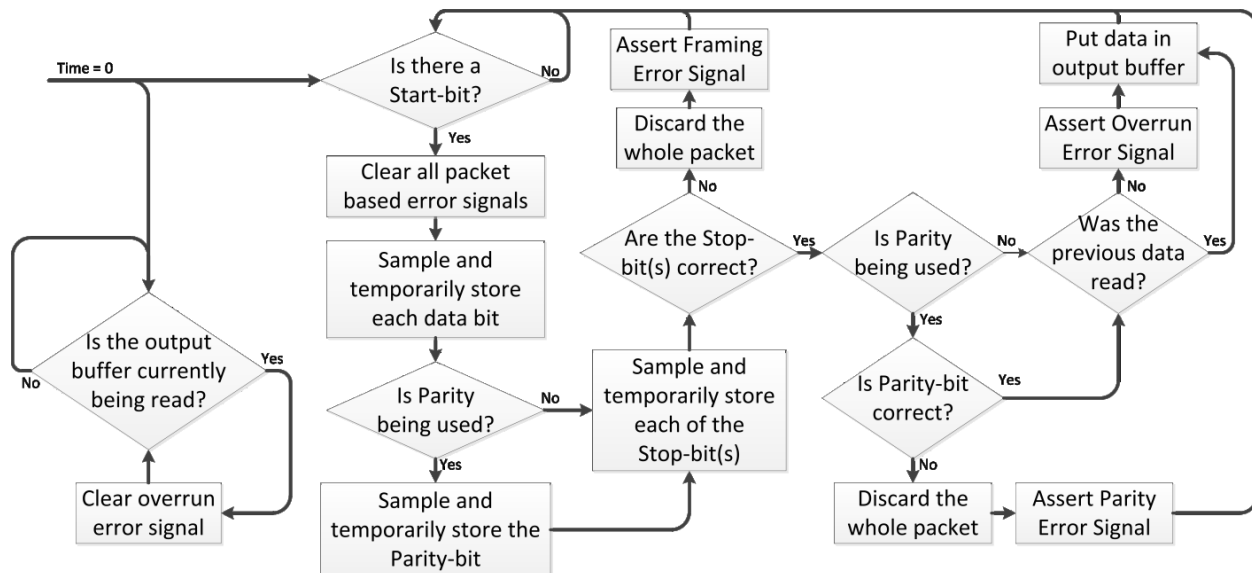 Time = 0
Is there a
Start-bit?
No
Yes
Clear all packet
based error signals
Sample and
temporarily store
each data bit
Is Parity
being used?
No
Yes
Sample and
temporarily store the
Parity-bit
Is the output
buffer currently
being read?
No
Yes
Clear overrun
error signal
Sample and
temporarily store
each of the
Stop-bit(s)
Are the Stop-
bit(s) correct?
No
Yes
Discard the
whole packet
Assert Framing
Error Signal
Is Parity
being used?
No
Yes
Is Parity-bit
correct?
Yes
No
Discard the
whole packet
Assert Parity
Error Signal
Was the
previous data
read?
No
Yes
Assert Overrun
Error Signal
Put data in
output buffer